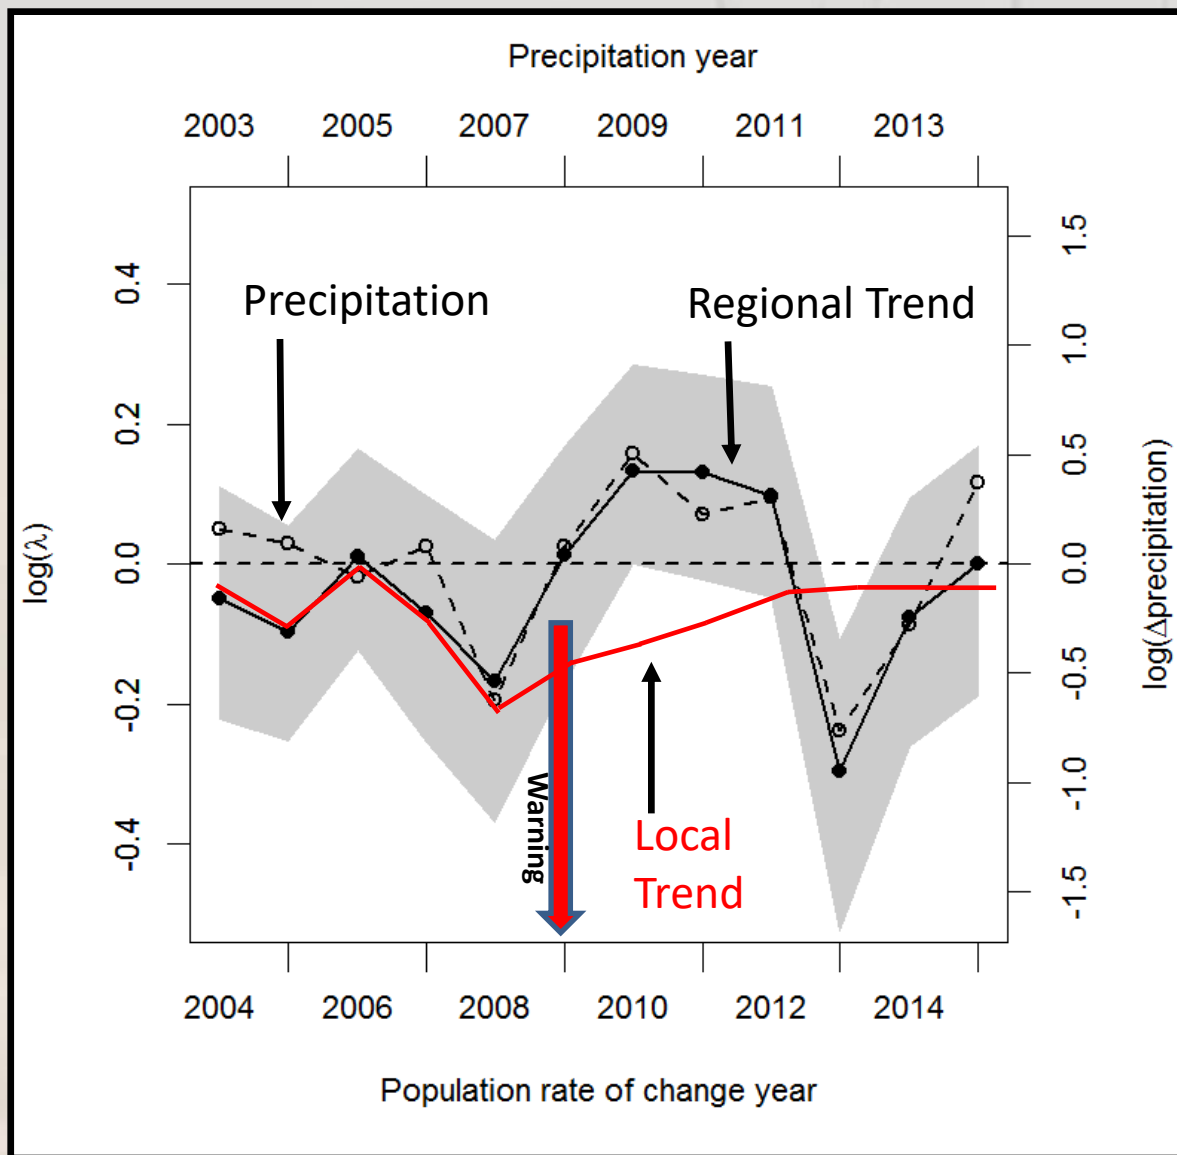 Precipitation year
2003 2005 2007 2009 2011 2013
Precipitation
Regional Trend
0.4
0.2
0.0
-0.2
-0.4
log(λ)
1.5
1.0
0.5
0.0
-0.5
-1.0
-1.5
log(Δprecipitation)
Warning
Local
Trend
2004 2006 2008 2010 2012 2014
Population rate of change year